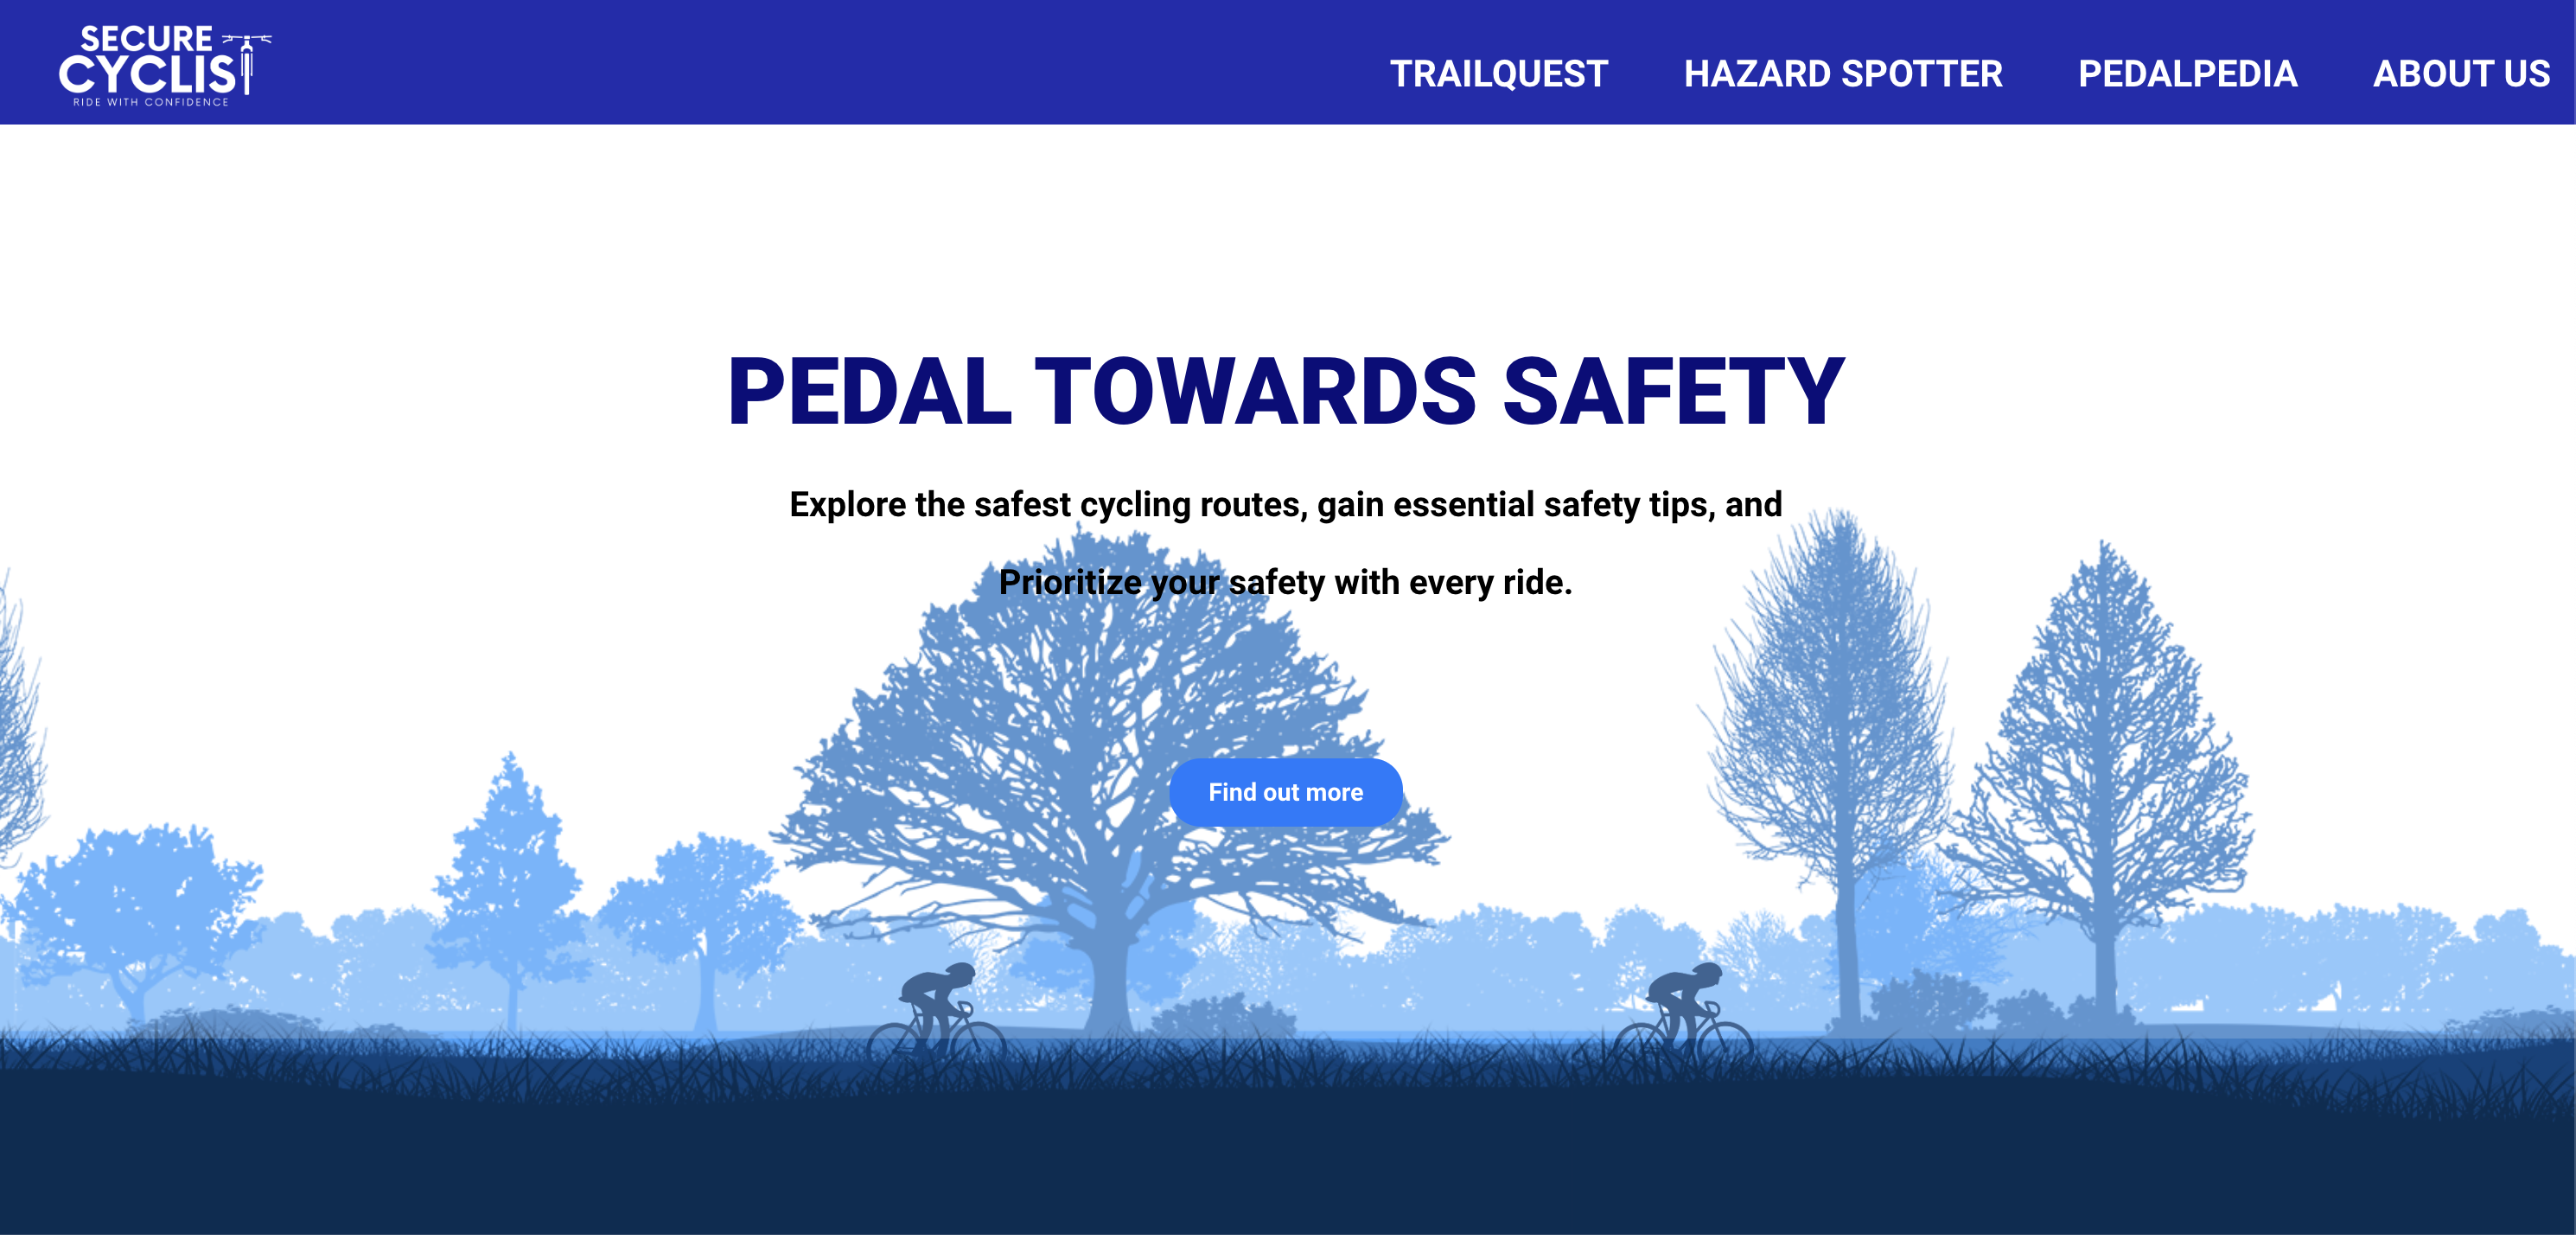 SECURE
CYCLIST
RIDE WITH CONFIDENCE
TRAILQUEST HAZARD SPOTTER PEDALPEDIA ABOUT US
PEDAL TOWARDS SAFETY
Explore the safest cycling routes, gain essential safety tips, and
Prioritize your safety with every ride.
Find out more